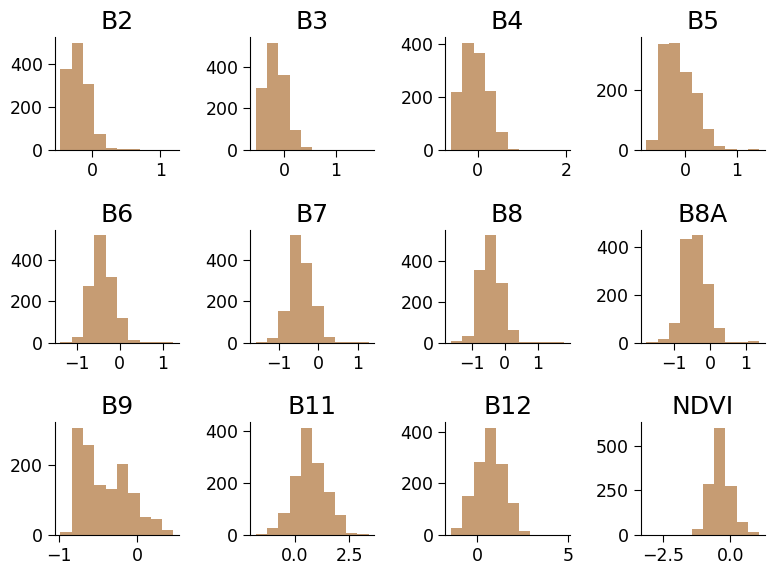 B2 B3 B4 B5
400 400 400
200 200 200 200
0 0 0 0
0 1 0 1 0 2 0 1
B6 B7 B8 B8A
400 400 400 400
200 200 200 200
0 0 0 0
−1 0 1 −1 0 1 −1 0 1 −1 0 1
B9 B11 B12 NDVI
400 400 500
200 200 200 250
0 0 0 0
−1 0 0.0 2.5 0 5 −2.5 0.0